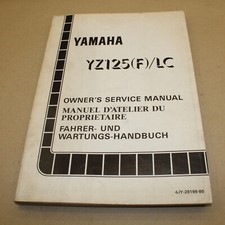 YAMAHA
YZ125(F)/LC
OWNER'S SERVICE MANUAL
MANUEL D'ATELIER DU
PROPRIETAIRE
FAHRER- UND
WARTUNGS-HANDBUCH